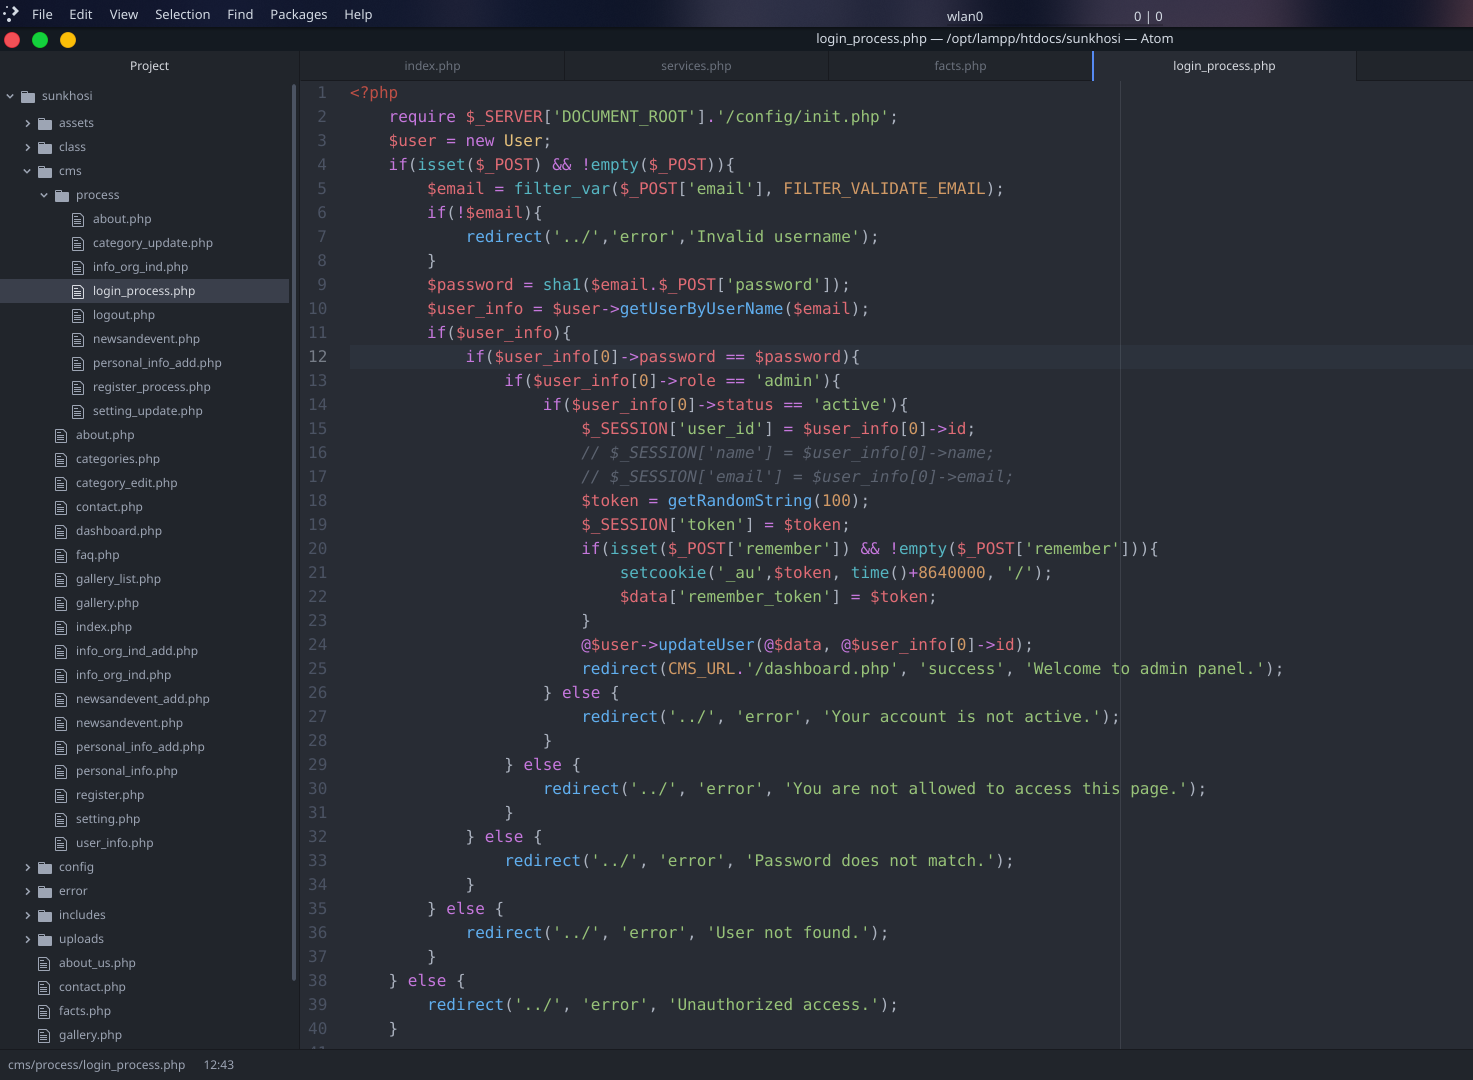 File Edit View Selection Find Packages Help wlan0 0 | 0
login_process.php — /opt/lampp/htdocs/sunkhosi — Atom
Project index.php services.php facts.php login_process.php
sunkhosi
assets
class
cms
process
about.php
category_update.php
info_org_ind.php
login_process.php
logout.php
newsandevent.php
personal_info_add.php
register_process.php
setting_update.php
about.php
categories.php
category_edit.php
contact.php
dashboard.php
faq.php
gallery_list.php
gallery.php
index.php
info_org_ind_add.php
info_org_ind.php
newsandevent_add.php
newsandevent.php
personal_info_add.php
personal_info.php
register.php
setting.php
user_info.php
config
error
includes
uploads
about_us.php
contact.php
facts.php
gallery.php
1 <?php
2     require $_SERVER['DOCUMENT_ROOT'].'/config/init.php';
3     $user = new User;
4     if(isset($_POST) && !empty($_POST)){
5         $email = filter_var($_POST['email'], FILTER_VALIDATE_EMAIL);
6         if(!$email){
7             redirect('../','error','Invalid username');
8         }
9         $password = sha1($email.$_POST['password']);
10         $user_info = $user->getUserByUserName($email);
11         if($user_info){
12             if($user_info[0]->password == $password){
13                 if($user_info[0]->role == 'admin'){
14                     if($user_info[0]->status == 'active'){
15                         $_SESSION['user_id'] = $user_info[0]->id;
16                         // $_SESSION['name'] = $user_info[0]->name;
17                         // $_SESSION['email'] = $user_info[0]->email;
18                         $token = getRandomString(100);
19                         $_SESSION['token'] = $token;
20                         if(isset($_POST['remember']) && !empty($_POST['remember'])){
21                             setcookie('_au',$token, time()+8640000, '/');
22                             $data['remember_token'] = $token;
23                         }
24                         @$user->updateUser(@$data, @$user_info[0]->id);
25                         redirect(CMS_URL.'/dashboard.php', 'success', 'Welcome to admin panel.');
26                     } else {
27                         redirect('../', 'error', 'Your account is not active.');
28                     }
29                 } else {
30                     redirect('../', 'error', 'You are not allowed to access this page.');
31                 }
32             } else {
33                 redirect('../', 'error', 'Password does not match.');
34             }
35         } else {
36             redirect('../', 'error', 'User not found.');
37         }
38     } else {
39         redirect('../', 'error', 'Unauthorized access.');
40     }
cms/process/login_process.php 12:43